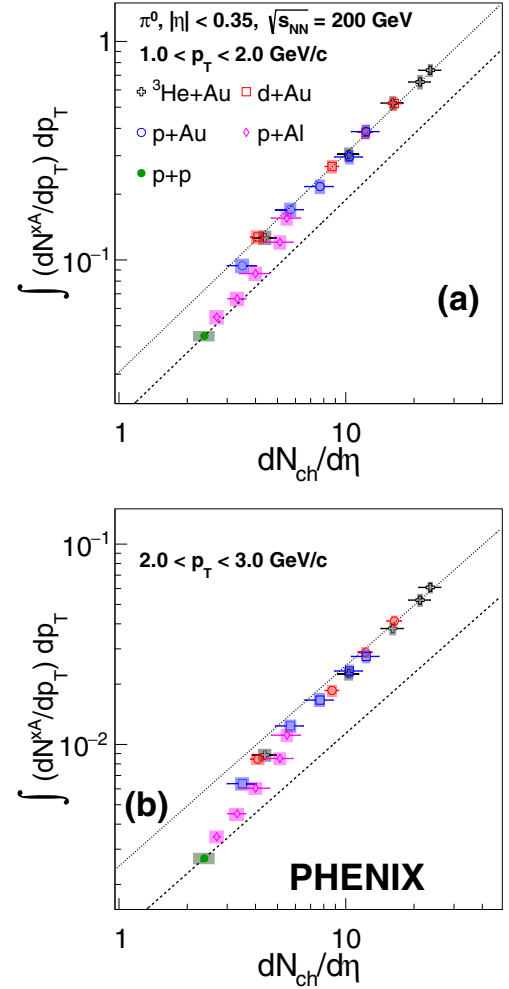 π⁰, |η| < 0.35, √s_NN = 200 GeV
1.0 < p_T < 2.0 GeV/c
³He+Au
d+Au
p+Au
p+Al
p+p
1
10⁻¹
∫ (dN^xA/dp_T) dp_T
(a)
1
10
dN_ch/dη
10⁻¹
2.0 < p_T < 3.0 GeV/c
10⁻²
∫ (dN^xA/dp_T) dp_T
(b)
PHENIX
1
10
dN_ch/dη